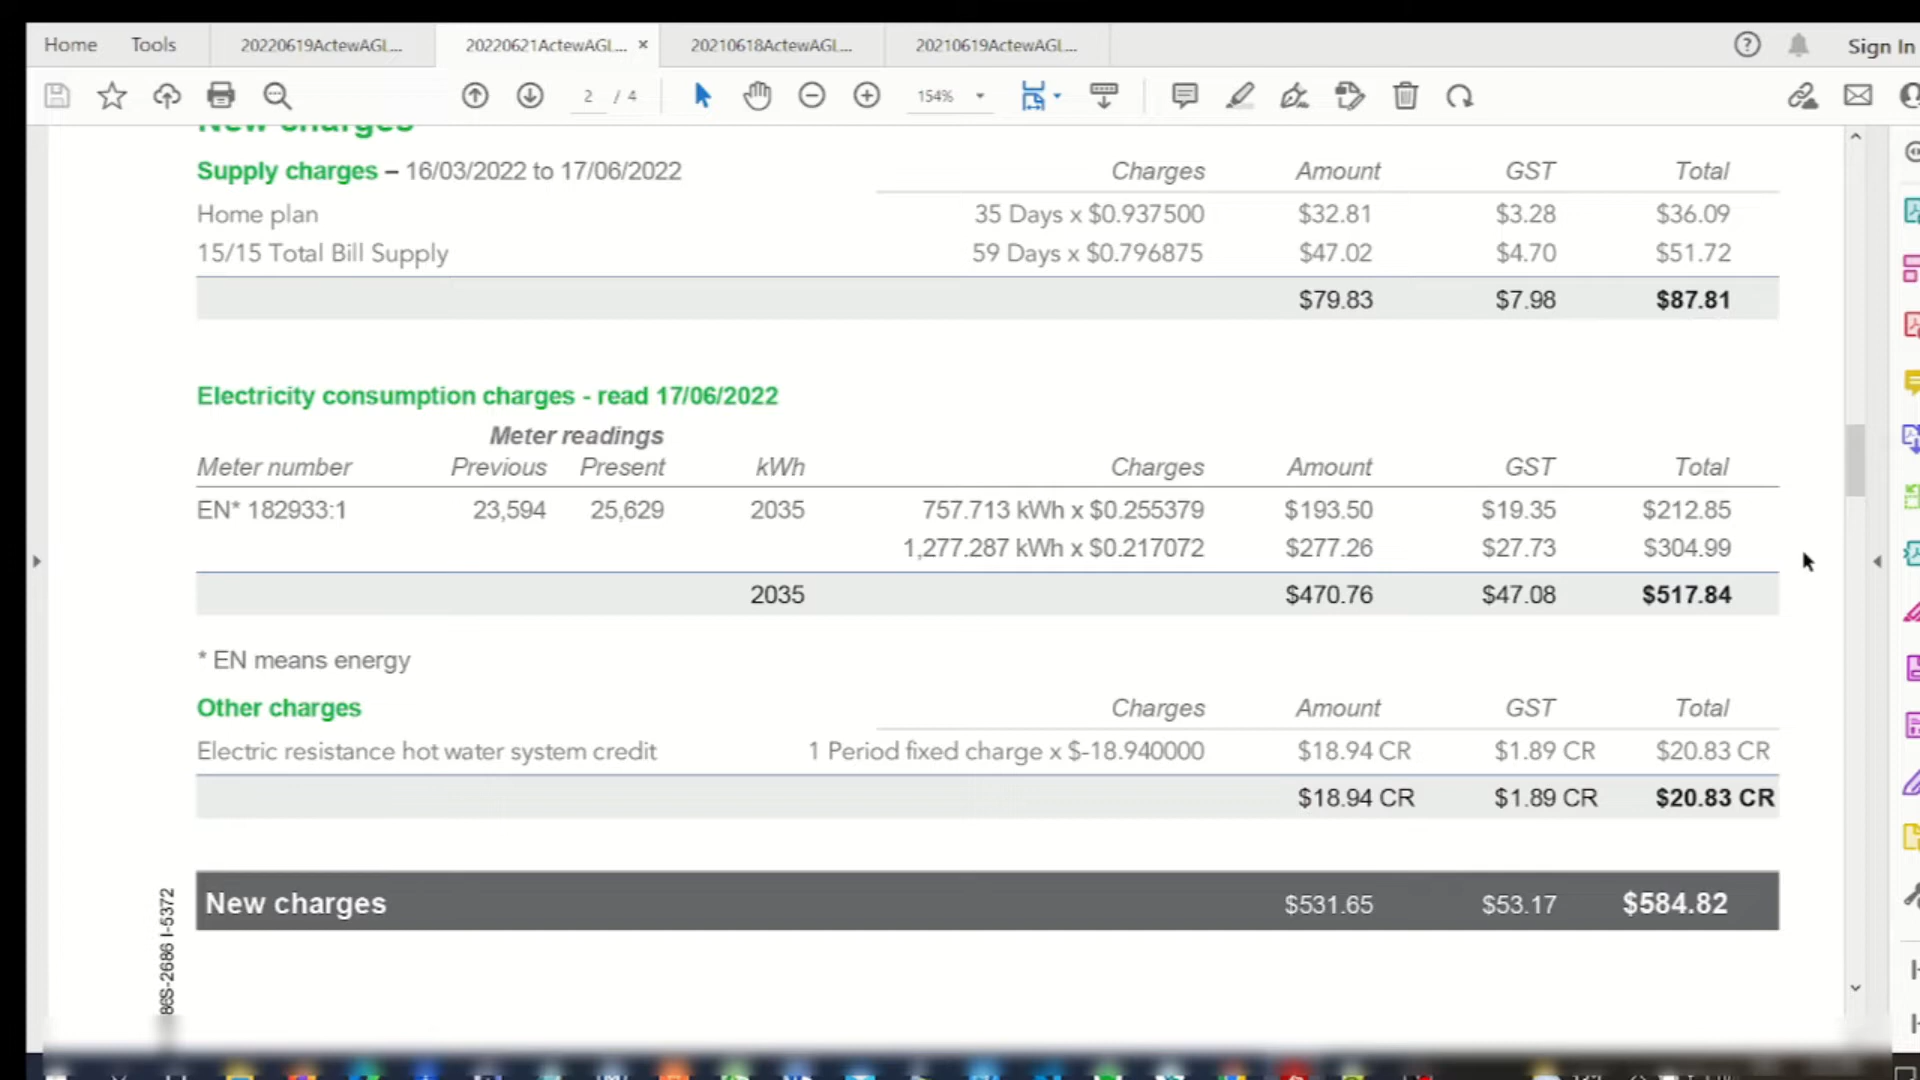 Home Tools 20220619ActewAGL... 20220621ActewAGL... × 20210618ActewAGL... 20210619ActewAGL... Sign In
2 / 4 154%
New charges
Supply charges – 16/03/2022 to 17/06/2022 Charges Amount GST Total
Home plan 35 Days x $0.937500 $32.81 $3.28 $36.09
15/15 Total Bill Supply 59 Days x $0.796875 $47.02 $4.70 $51.72
$79.83 $7.98 $87.81
Electricity consumption charges - read 17/06/2022
Meter readings
Meter number Previous Present kWh Charges Amount GST Total
EN* 182933:1 23,594 25,629 2035 757.713 kWh x $0.255379 $193.50 $19.35 $212.85
1,277.287 kWh x $0.217072 $277.26 $27.73 $304.99
2035 $470.76 $47.08 $517.84
* EN means energy
Other charges Charges Amount GST Total
Electric resistance hot water system credit 1 Period fixed charge x $-18.940000 $18.94 CR $1.89 CR $20.83 CR
$18.94 CR $1.89 CR $20.83 CR
New charges $531.65 $53.17 $584.82
86S-2686 I-5372